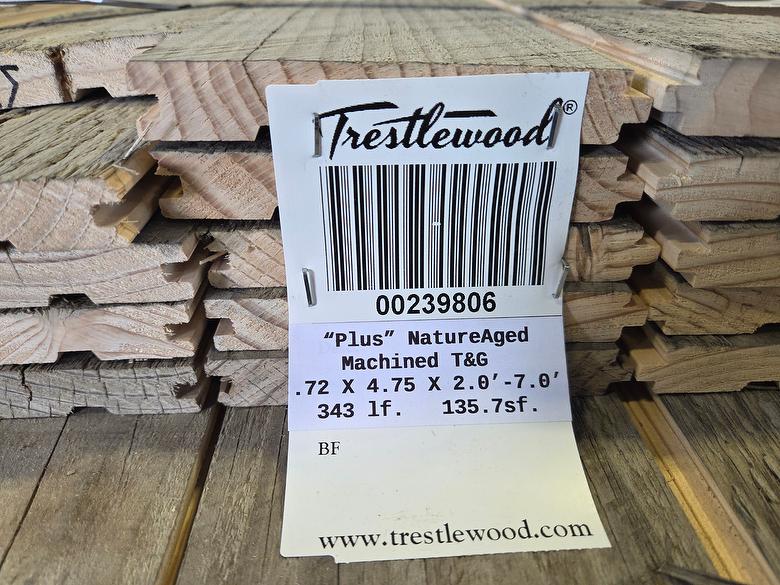 Trestlewood®
00239806
“Plus” NatureAged
Machined T&G
.72 X 4.75 X 2.0’-7.0’
343 lf. 135.7sf.
BF
www.trestlewood.com